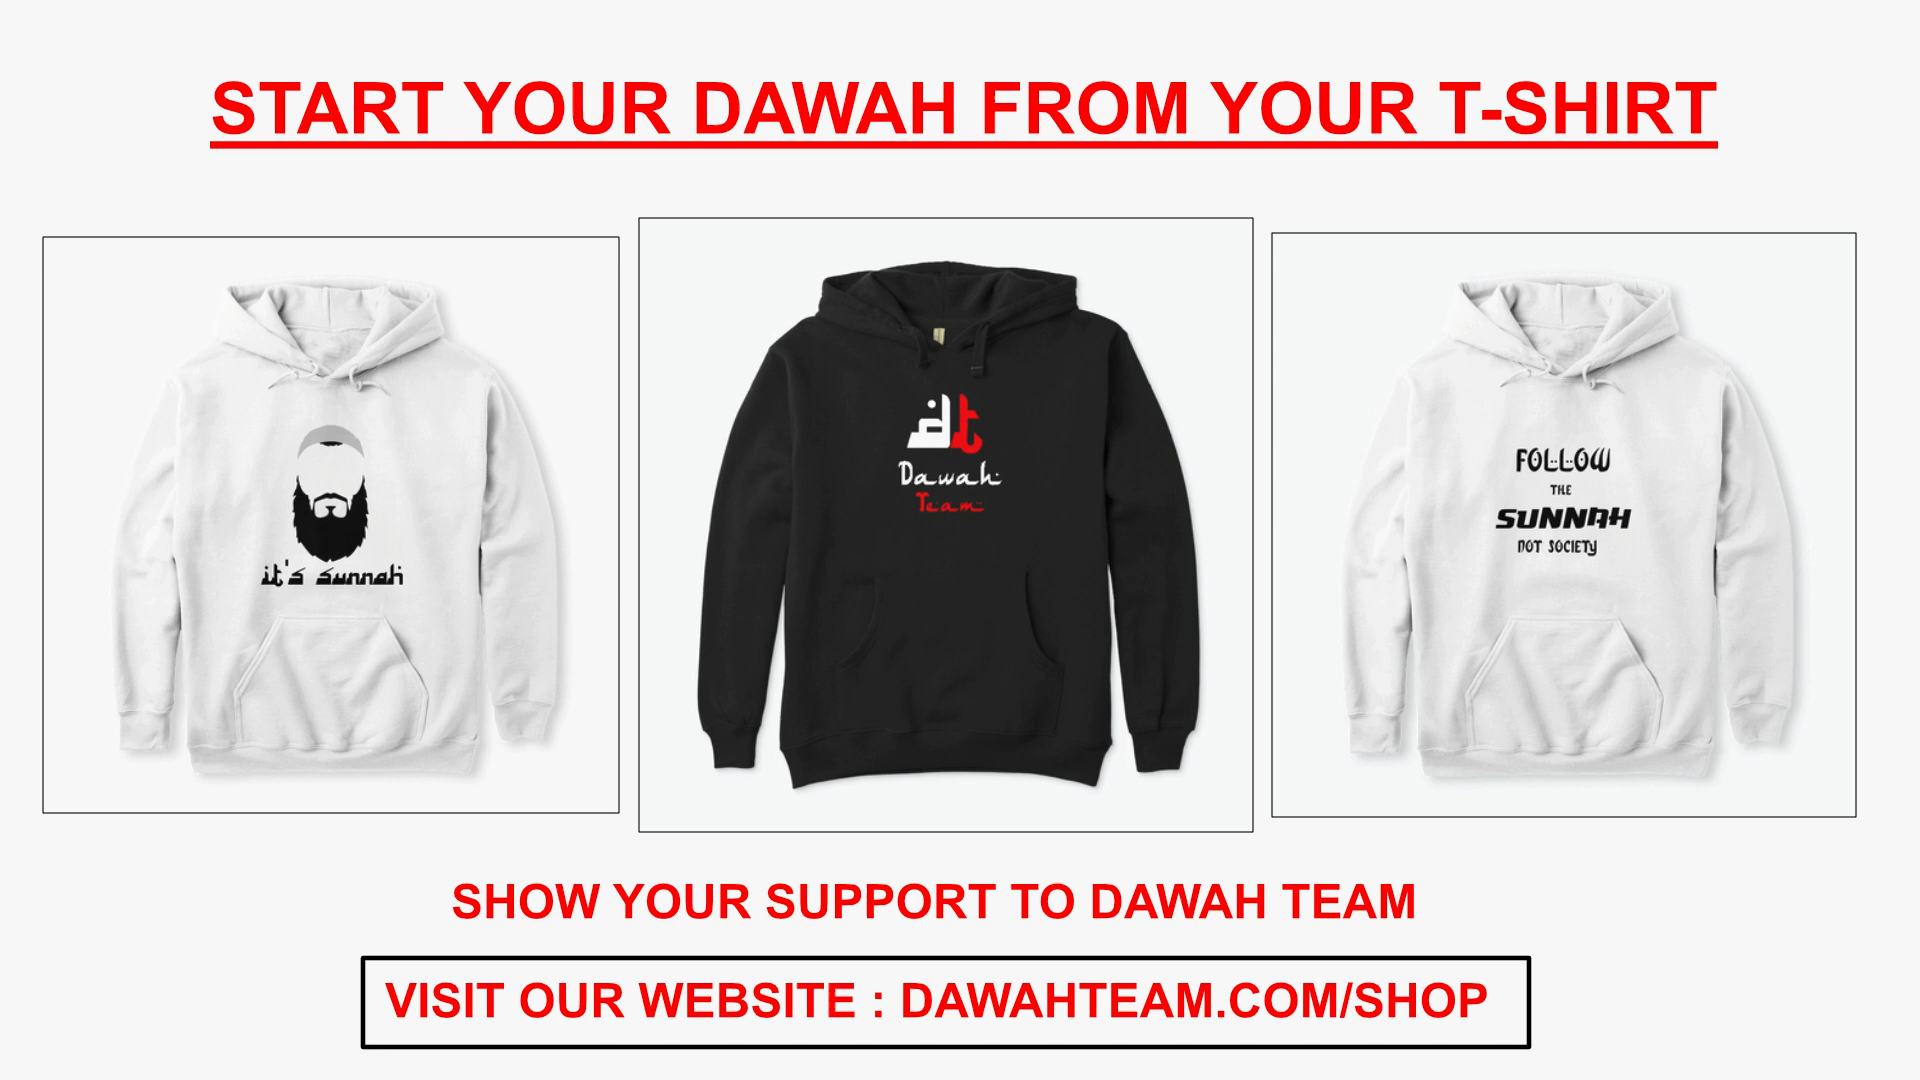 START YOUR DAWAH FROM YOUR T-SHIRT
it's sunnah
dt
Dawah
Team
FOLLOW
THE
SUNNAH
NOT SOCIETY
SHOW YOUR SUPPORT TO DAWAH TEAM
VISIT OUR WEBSITE : DAWAHTEAM.COM/SHOP